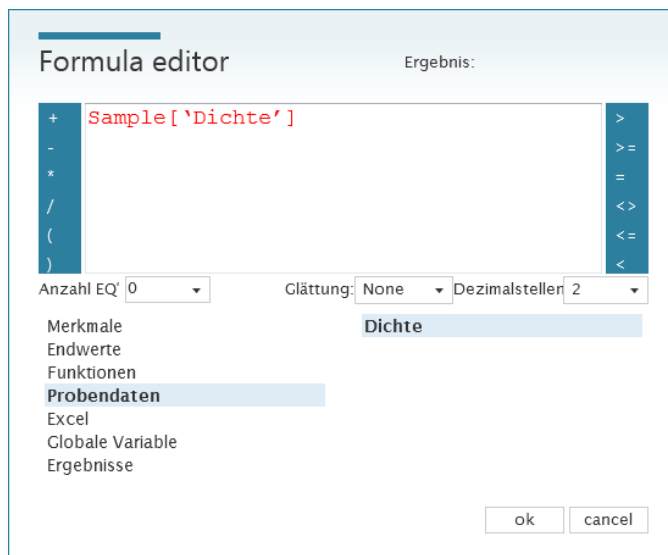 Formula editor
Ergebnis:
+
-
*
/
(
)
Sample[‘Dichte’]
>
>=
=
<>
<=
<
Anzahl EQ' 0
Glättung: None
Dezimalstellen 2
Merkmale
Endwerte
Funktionen
Probendaten
Excel
Globale Variable
Ergebnisse
Dichte
ok
cancel